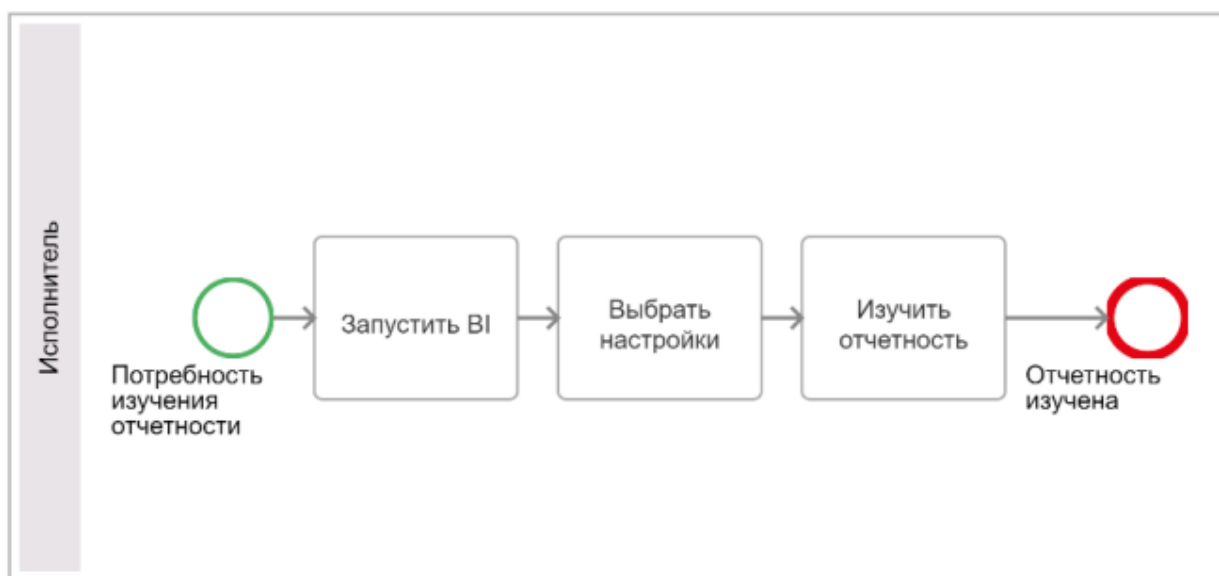 Исполнитель
Потребность
изучения
отчетности
Запустить BI
Выбрать
настройки
Изучить
отчетность
Отчетность
изучена